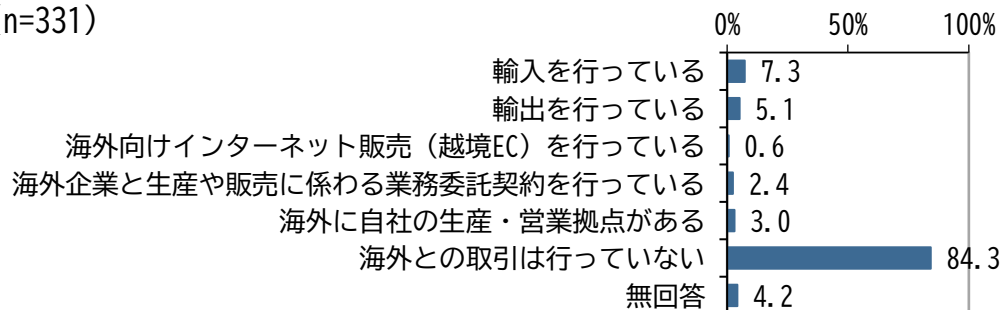 n=331)
0% 50% 100%
輸入を行っている 7.3
輸出を行っている 5.1
海外向けインターネット販売（越境EC）を行っている 0.6
海外企業と生産や販売に係わる業務委託契約を行っている 2.4
海外に自社の生産・営業拠点がある 3.0
海外との取引は行っていない 84.3
無回答 4.2